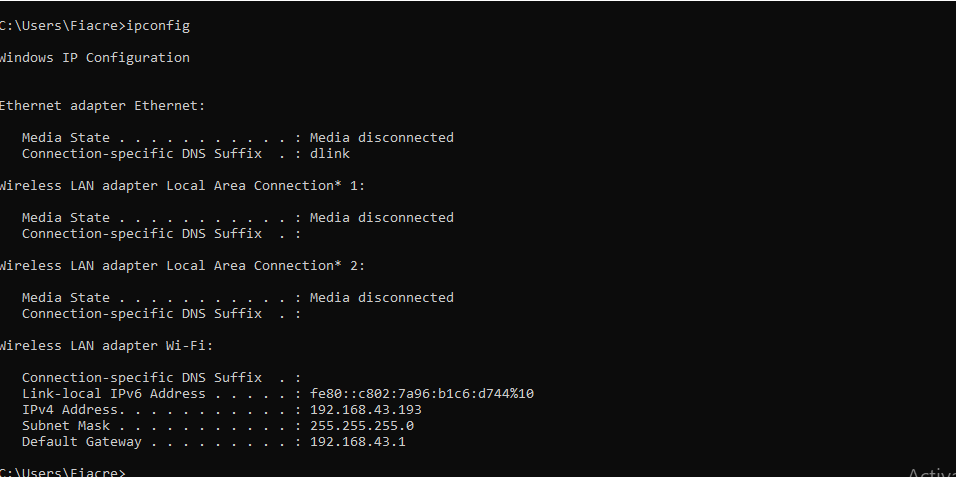 C:\Users\Fiacre>ipconfig
Windows IP Configuration
Ethernet adapter Ethernet:
Media State . . . . . . . . . . . : Media disconnected
Connection-specific DNS Suffix  . : dlink
Wireless LAN adapter Local Area Connection* 1:
Media State . . . . . . . . . . . : Media disconnected
Connection-specific DNS Suffix  . :
Wireless LAN adapter Local Area Connection* 2:
Media State . . . . . . . . . . . : Media disconnected
Connection-specific DNS Suffix  . :
Wireless LAN adapter Wi-Fi:
Connection-specific DNS Suffix  . :
Link-local IPv6 Address . . . . . : fe80::c802:7a96:b1c6:d744%10
IPv4 Address. . . . . . . . . . . : 192.168.43.193
Subnet Mask . . . . . . . . . . . : 255.255.255.0
Default Gateway . . . . . . . . . : 192.168.43.1
C:\Users\Fiacre>